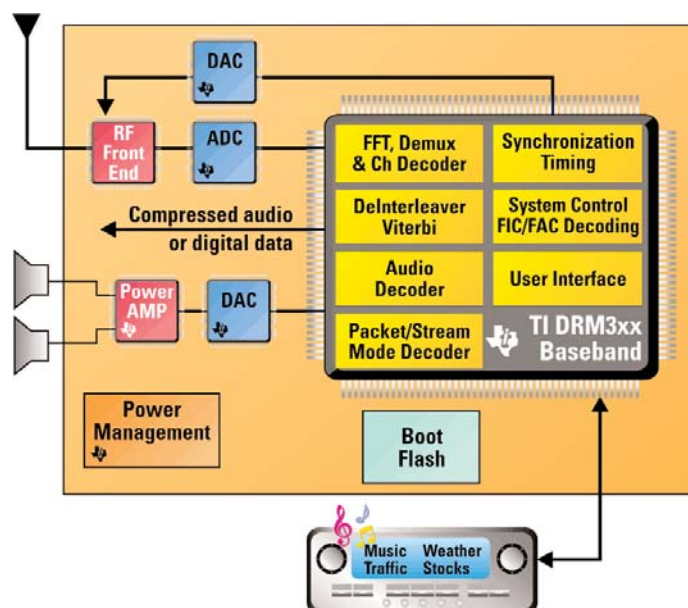 DAC
RF
Front
End
ADC
Compressed audio
or digital data
Power
AMP
DAC
FFT, Demux
& Ch Decoder
Synchronization
Timing
DeInterleaver
Viterbi
System Control
FIC/FAC Decoding
Audio
Decoder
User Interface
Packet/Stream
Mode Decoder
TI DRM3xx
Baseband
Power
Management
Boot
Flash
Music Weather
Traffic Stocks